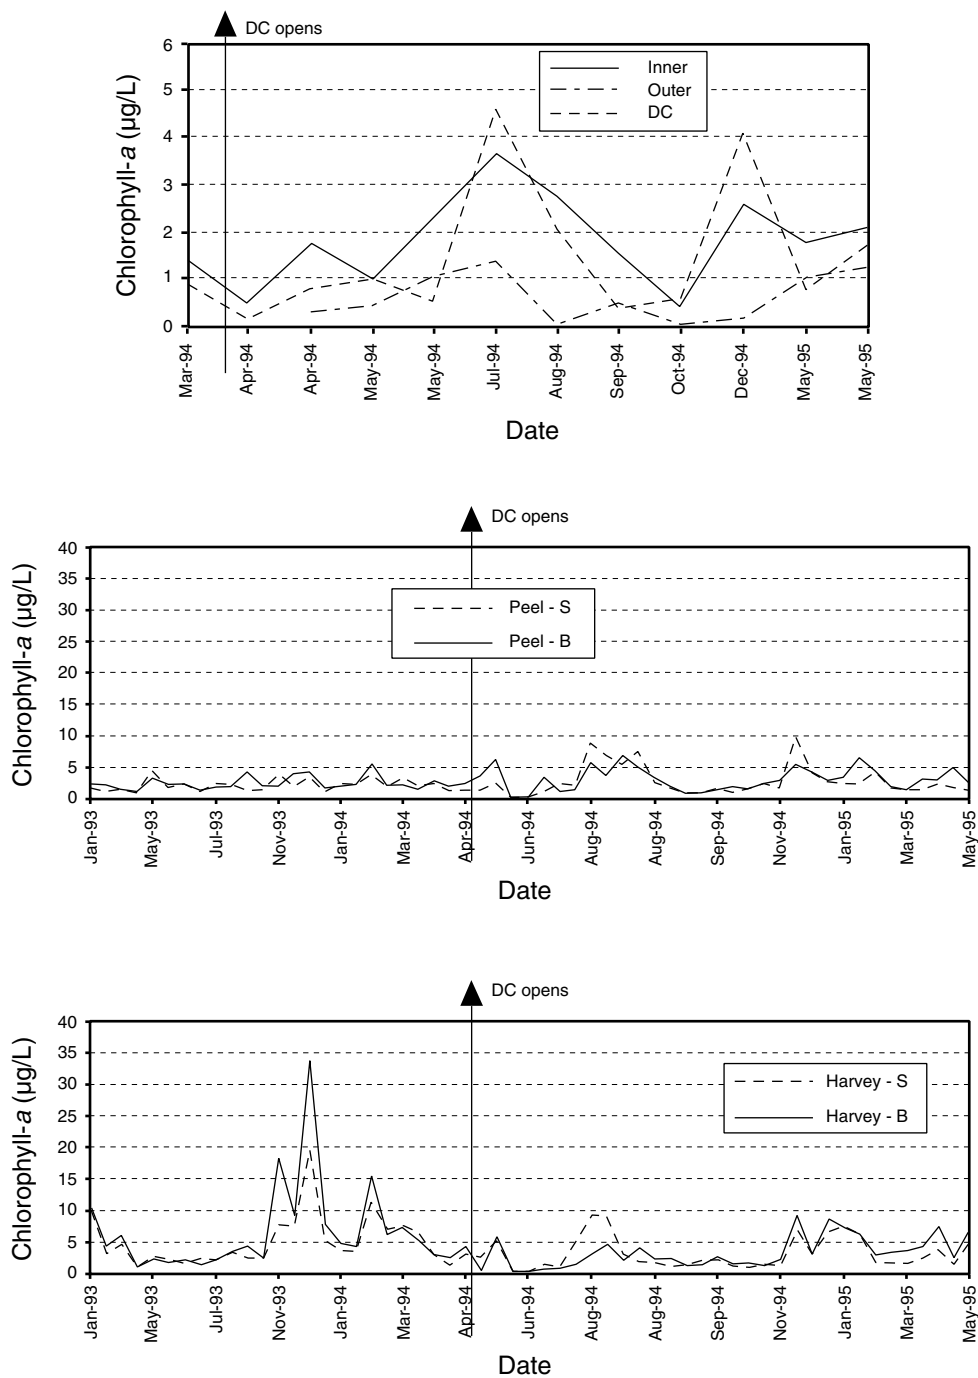 DC opens
6
5
4
3
2
1
0
Chlorophyll-a (µg/L)
Inner
Outer
DC
Mar-94
Apr-94
Apr-94
May-94
May-94
Jul-94
Aug-94
Sep-94
Oct-94
Dec-94
May-95
May-95
Date
DC opens
40
35
30
25
20
15
10
5
0
Chlorophyll-a (µg/L)
Peel - S
Peel - B
Jan-93
May-93
Jul-93
Nov-93
Jan-94
Mar-94
Apr-94
Jun-94
Aug-94
Aug-94
Sep-94
Nov-94
Jan-95
Mar-95
May-95
Date
DC opens
40
35
30
25
20
15
10
5
0
Chlorophyll-a (µg/L)
Harvey - S
Harvey - B
Jan-93
May-93
Jul-93
Nov-93
Jan-94
Mar-94
Apr-94
Jun-94
Aug-94
Aug-94
Sep-94
Nov-94
Jan-95
Mar-95
May-95
Date